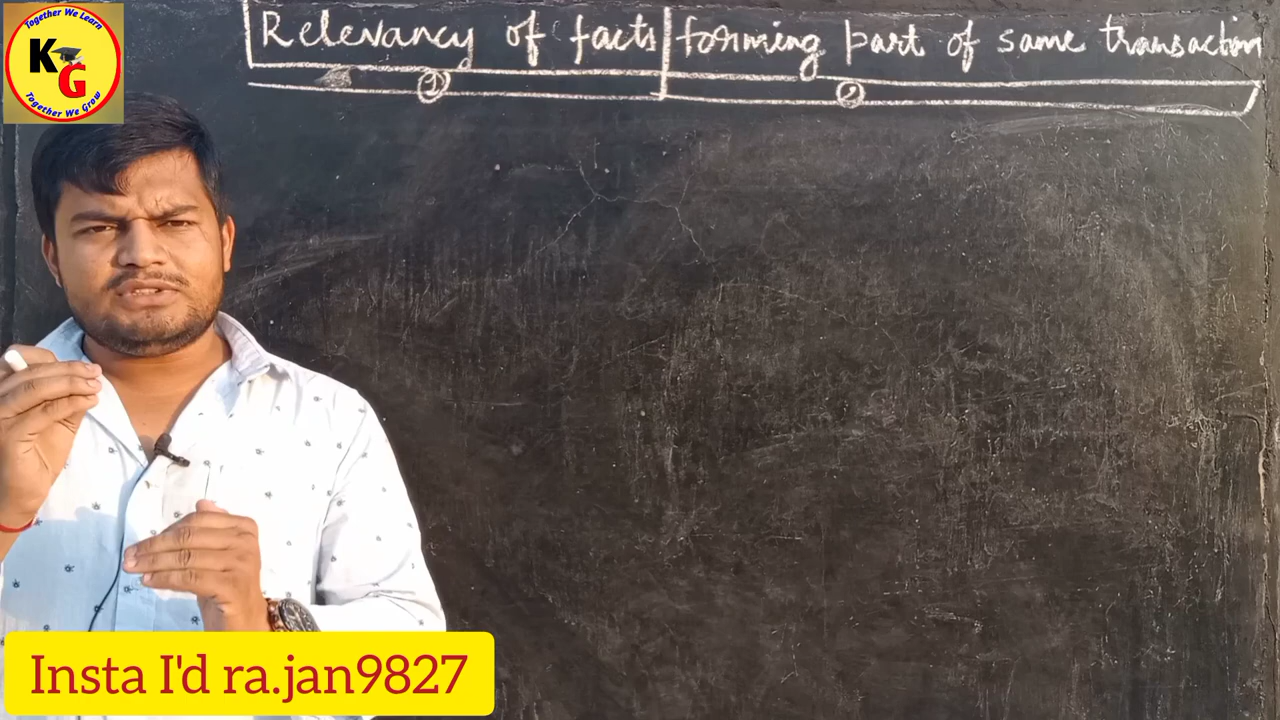 Together We Learn
KG
Together We Grow
Relevancy of facts forming part of same transaction
1 2
Insta I'd ra.jan9827